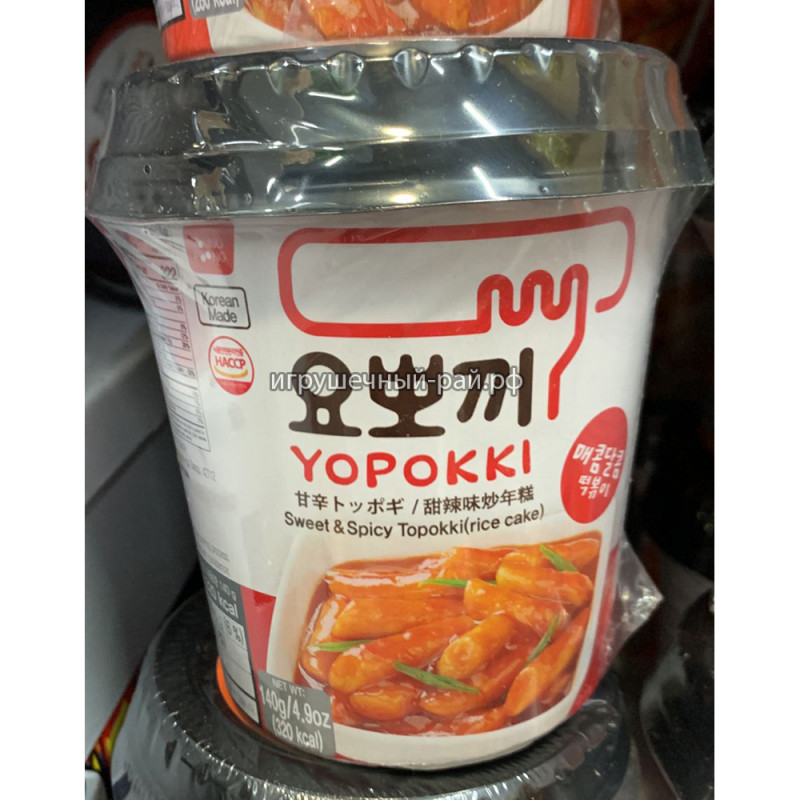 Korean
Made
HACCP
игрушечный-рай.рф
요뽀끼
YOPOKKI
매콤달콤
떡볶이
甘辛トッポギ / 甜辣味炒年糕
Sweet & Spicy Topokki(rice cake)
kcal
NET WT:
140g/4.9oz
(320 kcal)